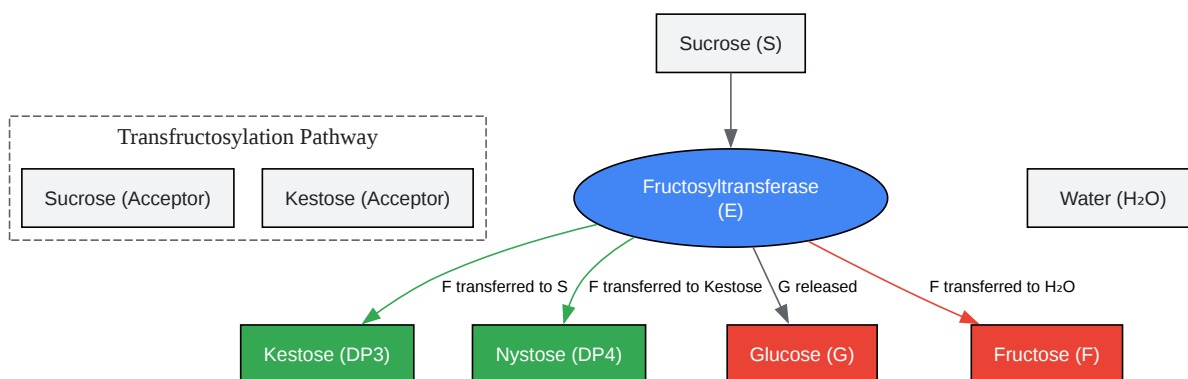 Sucrose (S)
Transfructosylation Pathway
Sucrose (Acceptor)
Kestose (Acceptor)
Fructosyltransferase
(E)
Water (H₂O)
F transferred to S
F transferred to Kestose
G released
F transferred to H₂O
Kestose (DP3)
Nystose (DP4)
Glucose (G)
Fructose (F)